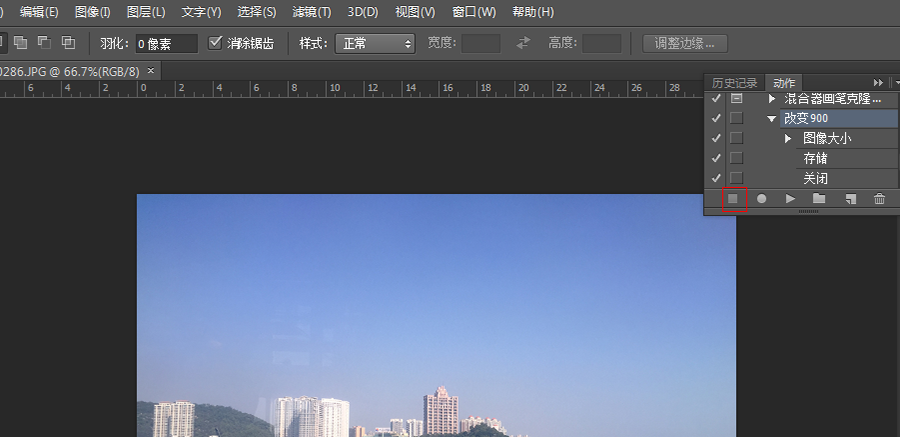 ) 编辑(E) 图像(I) 图层(L) 文字(Y) 选择(S) 滤镜(T) 3D(D) 视图(V) 窗口(W) 帮助(H)
羽化: 0 像素 消除锯齿 样式: 正常 宽度: 高度: 调整边缘...
0286.JPG @ 66.7%(RGB/8) ×
6 4 2 0 2 4 6 8 10 12 14 16 18 20 22 24 26 28
历史记录 动作
混合器画笔克隆...
改变900
图像大小
存储
关闭